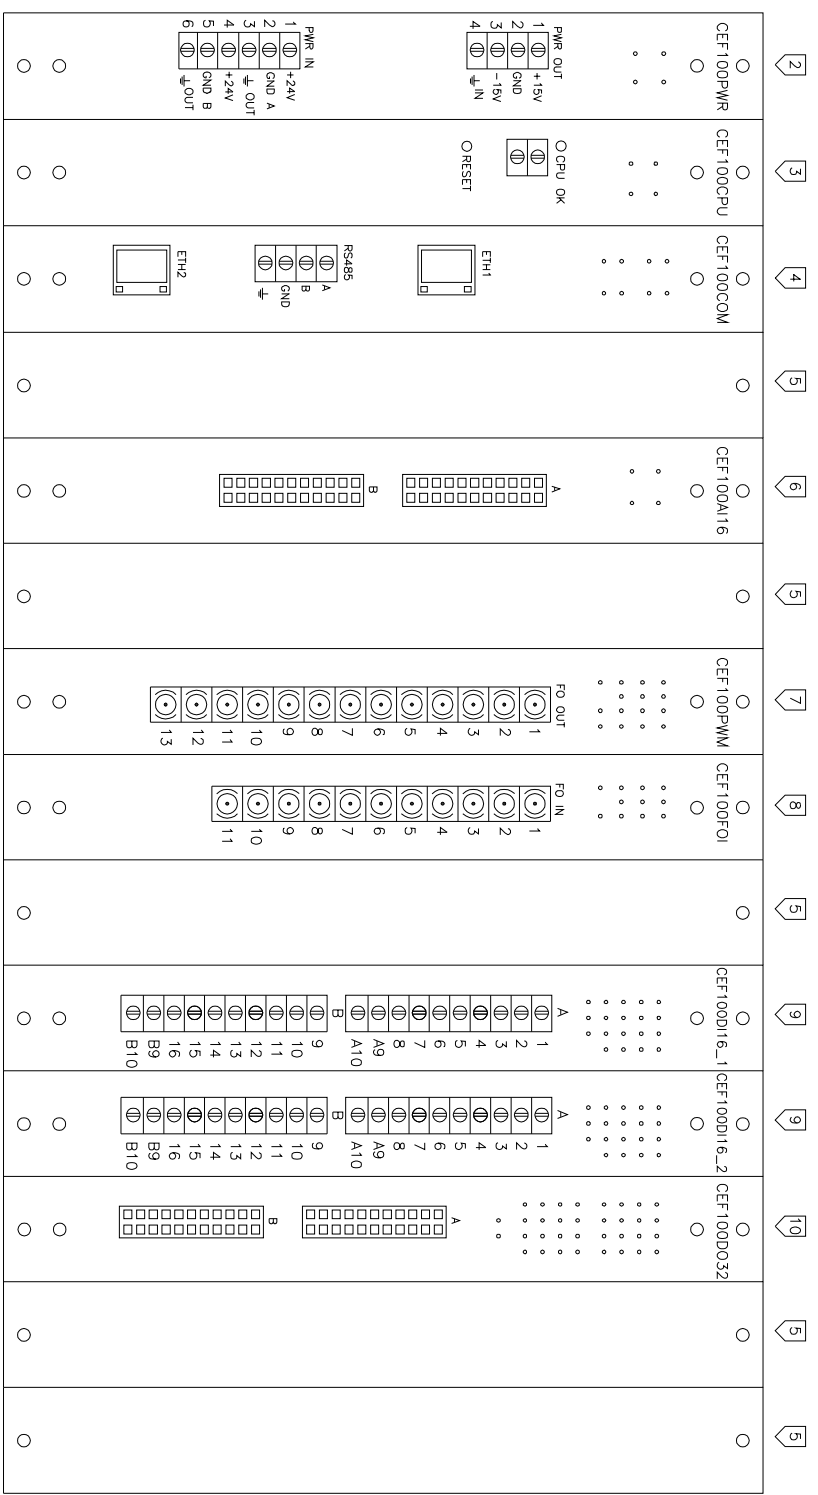 2
CEF100PWR
PWR OUT
1 +15V
2 GND
3 -15V
4 IN
PWR IN
1 +24V
2 GND A
3 OUT
4 +24V
5 GND B
6 OUT
3
CEF100CPU
CPU OK
RESET
4
CEF100COM
ETH1
RS485
A
B
GND
ETH2
5
6
CEF100AI16
A
B
5
7
CEF100PWM
FO OUT
1
2
3
4
5
6
7
8
9
10
11
12
13
8
CEF100FOI
FO IN
1
2
3
4
5
6
7
8
9
10
11
5
9
CEF100DI16_1
A
1
2
3
4
5
6
7
8
A9
A10
B
9
10
11
12
13
14
15
16
B9
B10
9
CEF100DI16_2
A
1
2
3
4
5
6
7
8
A9
A10
B
9
10
11
12
13
14
15
16
B9
B10
10
CEF100DO32
A
B
5
5